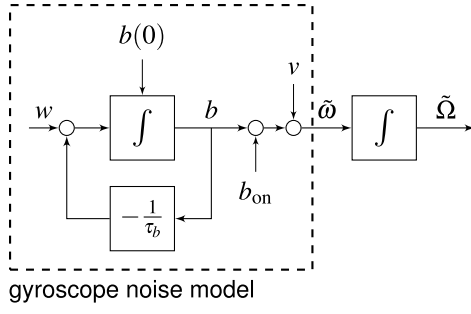 b(0)
v
w
∫
b
ω̃
∫
Ω̃
b_on
−1/τ_b
gyroscope noise model